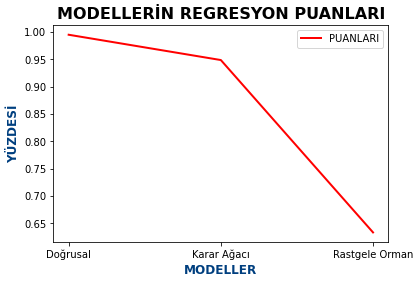 MODELLERİN REGRESYON PUANLARI
PUANLARI
YÜZDESİ
1.00
0.95
0.90
0.85
0.80
0.75
0.70
0.65
Doğrusal
Karar Ağacı
Rastgele Orman
MODELLER